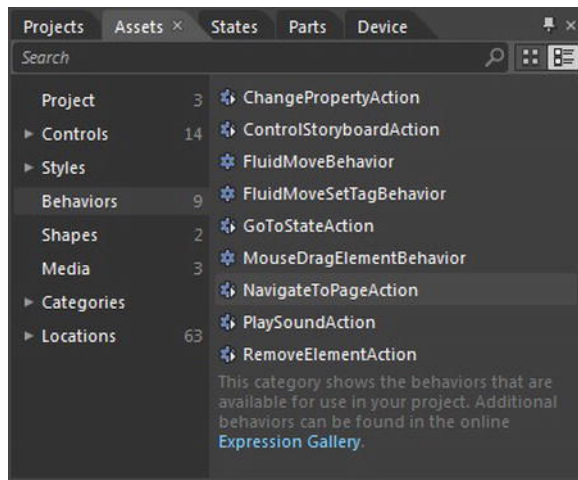 Projects Assets × States Parts Device
Search
Project 3
Controls 14
Styles
Behaviors 9
Shapes 2
Media 3
Categories
Locations 63
ChangePropertyAction
ControlStoryboardAction
FluidMoveBehavior
FluidMoveSetTagBehavior
GoToStateAction
MouseDragElementBehavior
NavigateToPageAction
PlaySoundAction
RemoveElementAction
This category shows the behaviors that are
available for use in your project. Additional
behaviors can be found in the online
Expression Gallery.